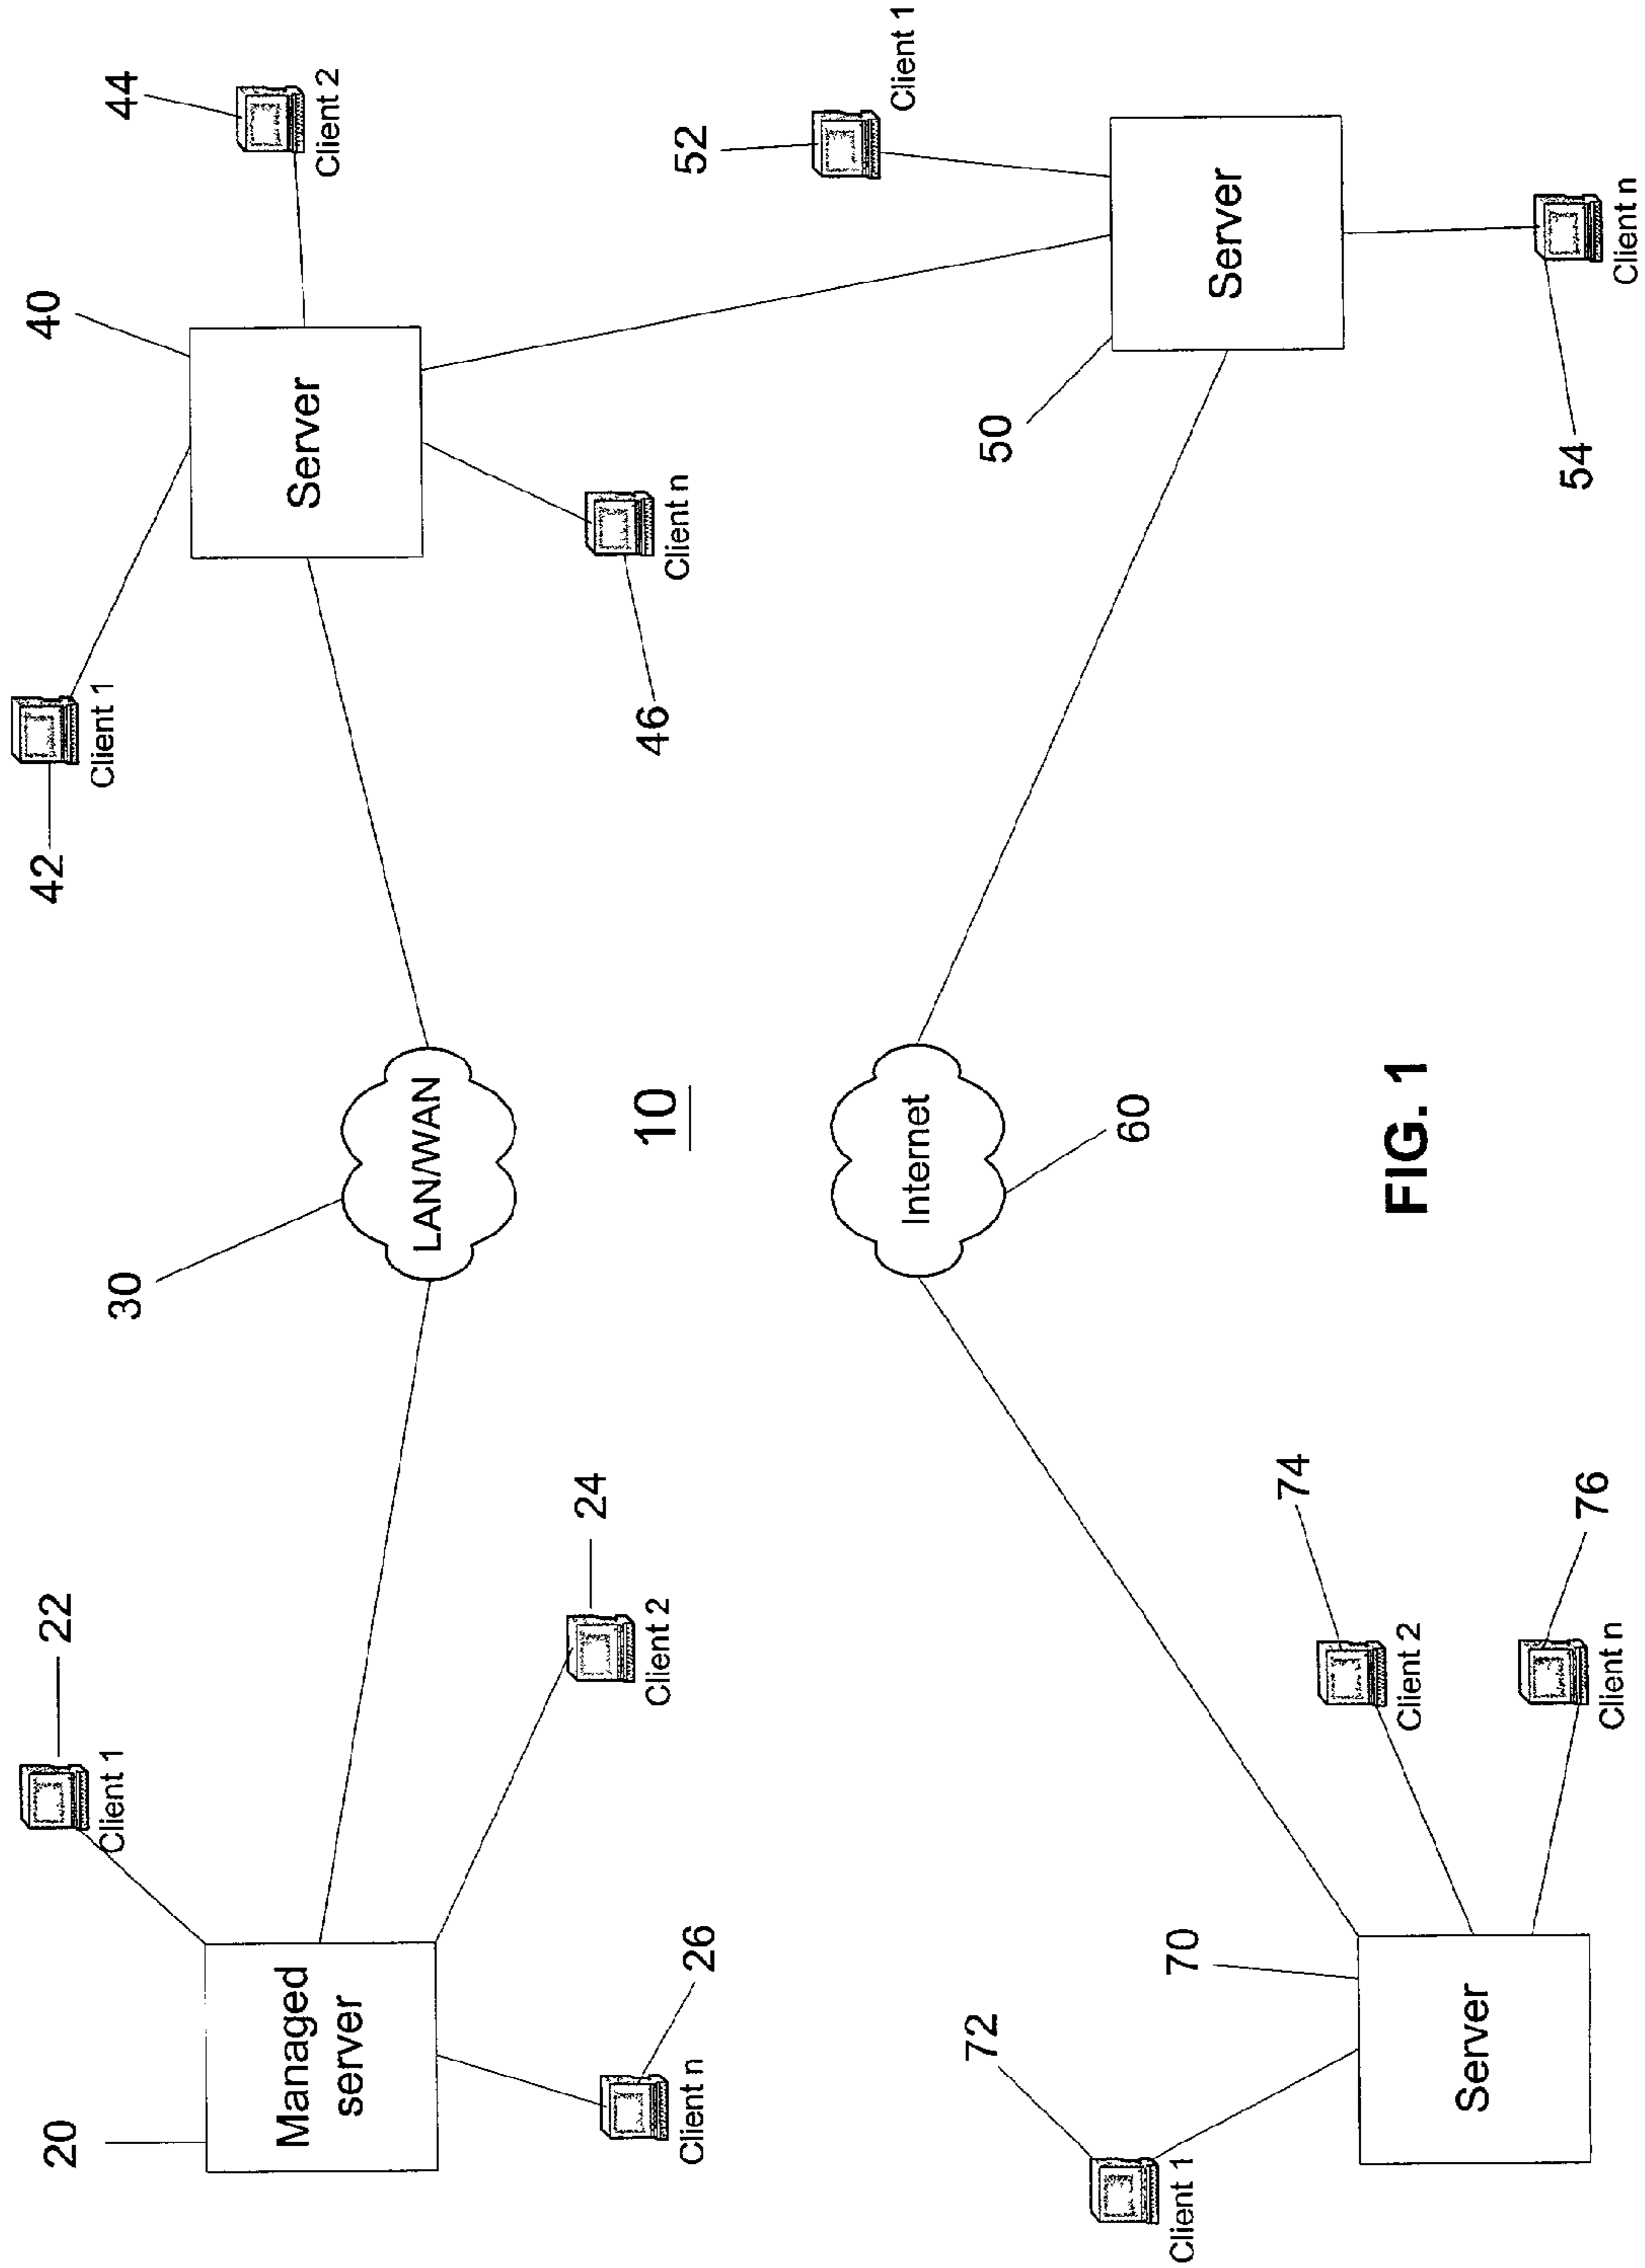 20
Managed
server
22
Client 1
24
Client 2
26
Client n
30
LAN/WAN
10
40
Server
42
Client 1
44
Client 2
46
Client n
50
Server
52
Client 1
54
Client n
60
Internet
70
Server
72
Client 1
74
Client 2
76
Client n
FIG. 1